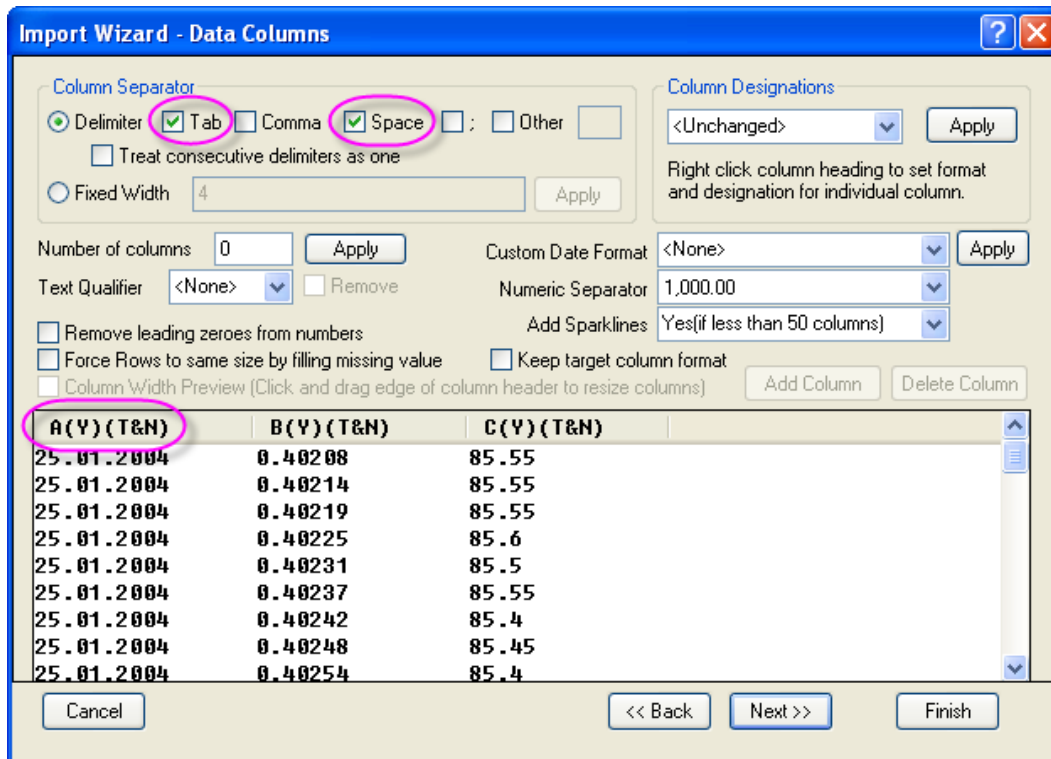 Import Wizard - Data Columns
Column Separator
Delimiter Tab Comma Space ; Other
Treat consecutive delimiters as one
Fixed Width 4 Apply
Column Designations
<Unchanged> Apply
Right click column heading to set format
and designation for individual column.
Number of columns 0 Apply
Custom Date Format <None> Apply
Text Qualifier <None> Remove
Numeric Separator 1,000.00
Add Sparklines Yes(if less than 50 columns)
Remove leading zeroes from numbers
Force Rows to same size by filling missing value
Keep target column format
Column Width Preview (Click and drag edge of column header to resize columns)
Add Column Delete Column
A(Y)(T&N) B(Y)(T&N) C(Y)(T&N)
25.01.2004 0.40208 85.55
25.01.2004 0.40214 85.55
25.01.2004 0.40219 85.55
25.01.2004 0.40225 85.6
25.01.2004 0.40231 85.5
25.01.2004 0.40237 85.55
25.01.2004 0.40242 85.4
25.01.2004 0.40248 85.45
25.01.2004 0.40254 85.4
Cancel << Back Next >> Finish